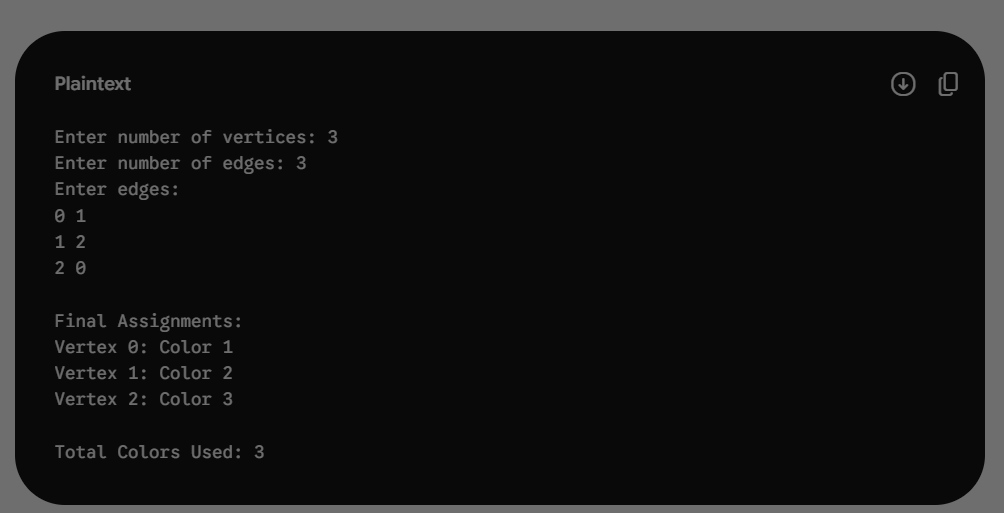 Plaintext
Enter number of vertices: 3
Enter number of edges: 3
Enter edges:
0 1
1 2
2 0
Final Assignments:
Vertex 0: Color 1
Vertex 1: Color 2
Vertex 2: Color 3
Total Colors Used: 3